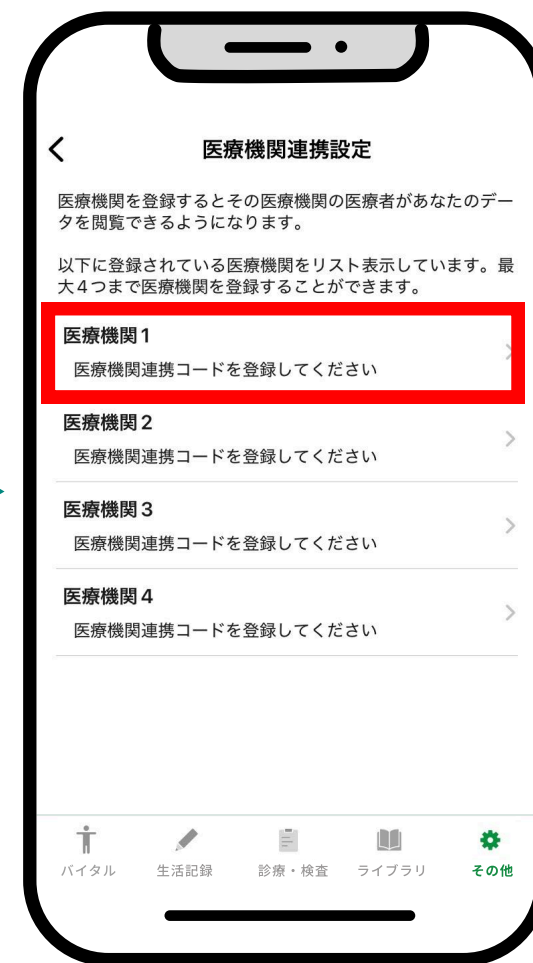 医療機関連携設定
医療機関を登録するとその医療機関の医療者があなたのデー
タを閲覧できるようになります。
以下に登録されている医療機関をリスト表示しています。最
大4つまで医療機関を登録することができます。
医療機関1
医療機関連携コードを登録してください
医療機関2
医療機関連携コードを登録してください
医療機関3
医療機関連携コードを登録してください
医療機関4
医療機関連携コードを登録してください
バイタル 生活記録 診療・検査 ライブラリ その他